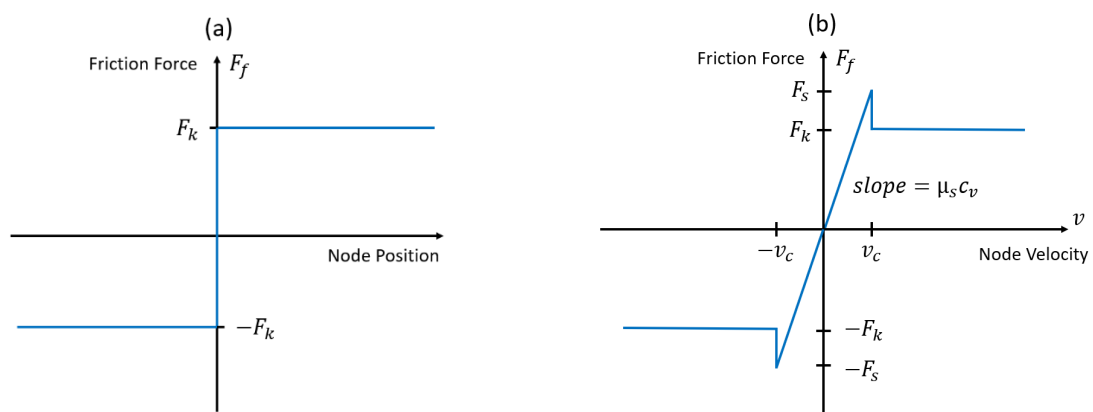 (a)
Friction Force F_f
F_k
Node Position
−F_k
(b)
Friction Force F_f
F_s
F_k
slope = μ_s c_v
v
−v_c v_c
Node Velocity
−F_k
−F_s